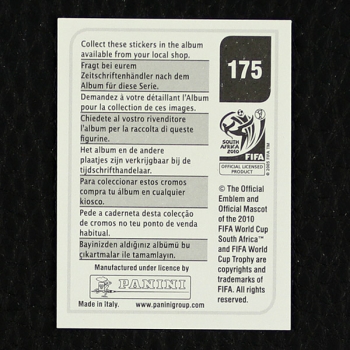 Collect these stickers in the album
available from your local shop.
Fragt bei eurem
Zeitschriftenhändler nach dem
Album für diese Serie.
Demandez à votre détaillant l'Album
pour la collection de ces images.
Chiedete al vostro rivenditore
l'album per la raccolta di queste
figurine.
Het album en de andere
plaatjes zijn verkrijgbaar bij de
tijdschrifthandelaar.
Para coleccionar estos cromos
compra tu álbum en cualquier
kiosco.
Pede a caderneta desta colecção
de cromos no teu ponto de venda
habitual.
Bayinizden aldığınız albümü bu
çıkartmalar ile tamamlayın.
Manufactured under licence by
PANINI
Made in Italy. www.paninigroup.com
175
SOUTH AFRICA
2010
FIFA
OFFICIAL LICENSED
PRODUCT
© 2005 FIFA TM
© The Official
Emblem and Official
Mascot of
the 2010
FIFA World Cup
South Africa™
and FIFA World
Cup Trophy are
copyrights and
trademarks of
FIFA. All rights
reserved.